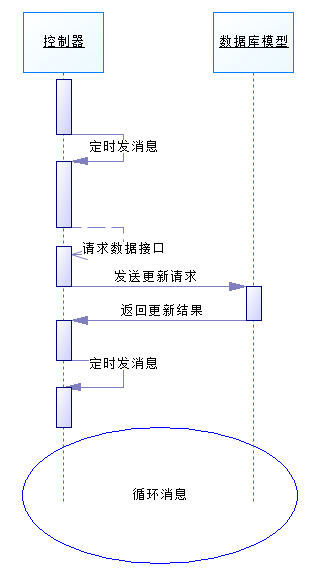 控制器
数据库模型
定时发消息
请求数据接口
发送更新请求
返回更新结果
定时发消息
循环消息